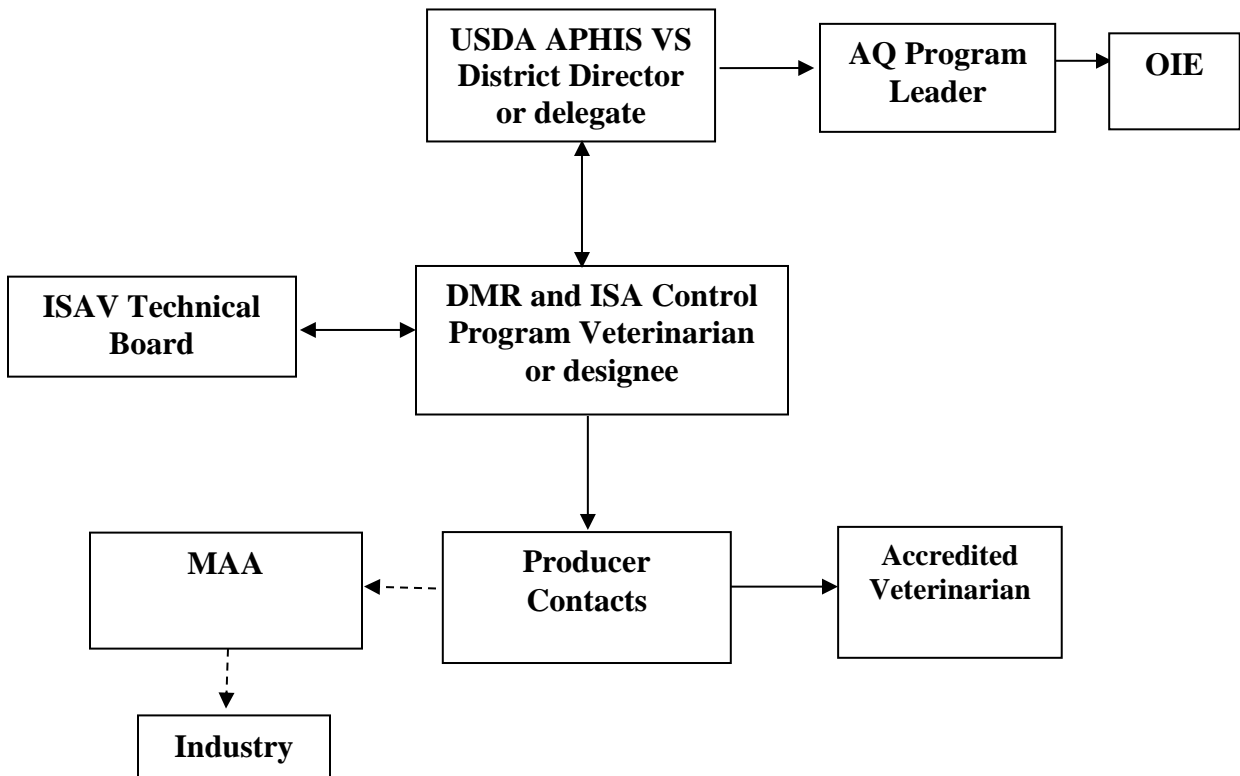 USDA APHIS VS
District Director
or delegate
AQ Program
Leader
OIE
ISAV Technical
Board
DMR and ISA Control
Program Veterinarian
or designee
MAA
Producer
Contacts
Accredited
Veterinarian
Industry